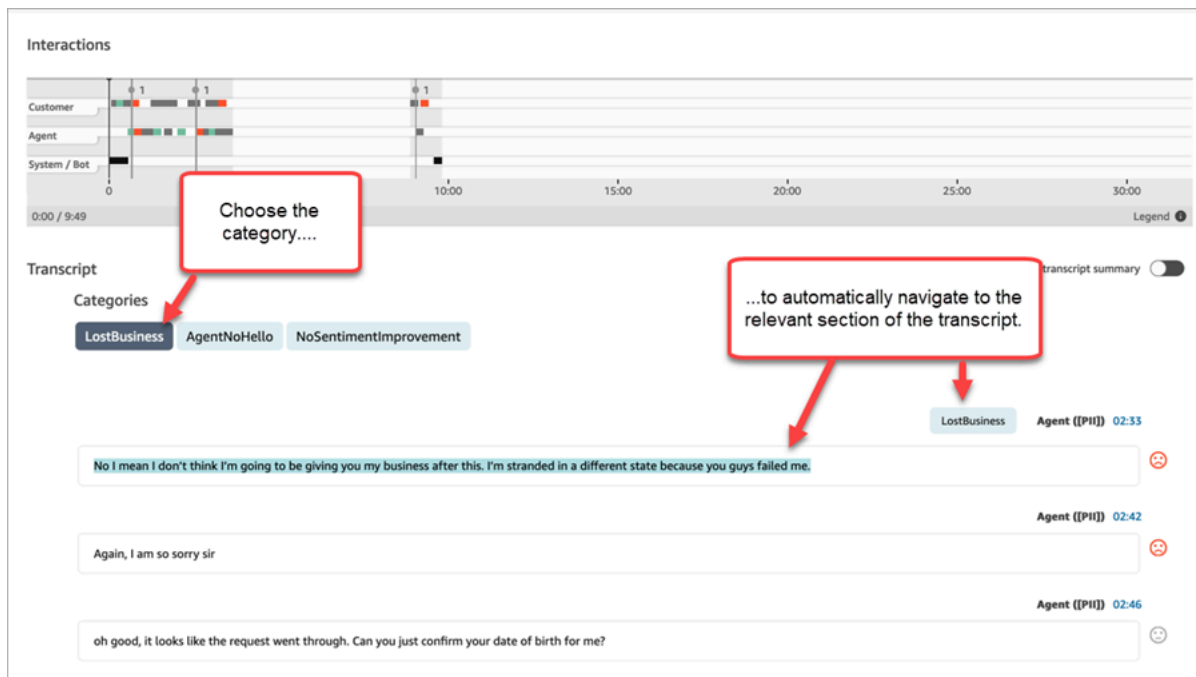 Interactions
1 1 1
Customer
Agent
System / Bot
0 10:00 15:00 20:00 25:00 30:00
0:00 / 9:49 Legend
Choose the
category....
Transcript
transcript summary
Categories
...to automatically navigate to the
relevant section of the transcript.
LostBusiness AgentNoHello NoSentimentImprovement
LostBusiness Agent ([PII]) 02:33
No I mean I don't think I'm going to be giving you my business after this. I'm stranded in a different state because you guys failed me.
Agent ([PII]) 02:42
Again, I am so sorry sir
Agent ([PII]) 02:46
oh good, it looks like the request went through. Can you just confirm your date of birth for me?